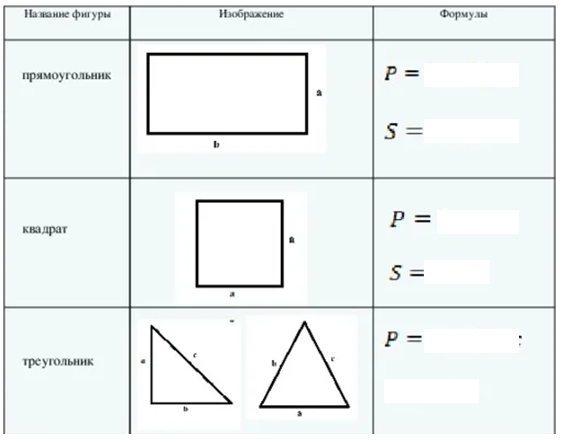 Название фигуры Изображение Формулы
прямоугольник
a
b
P =
S =
квадрат
a
a
P =
S =
треугольник
a
c
b
b
c
a
P = ;